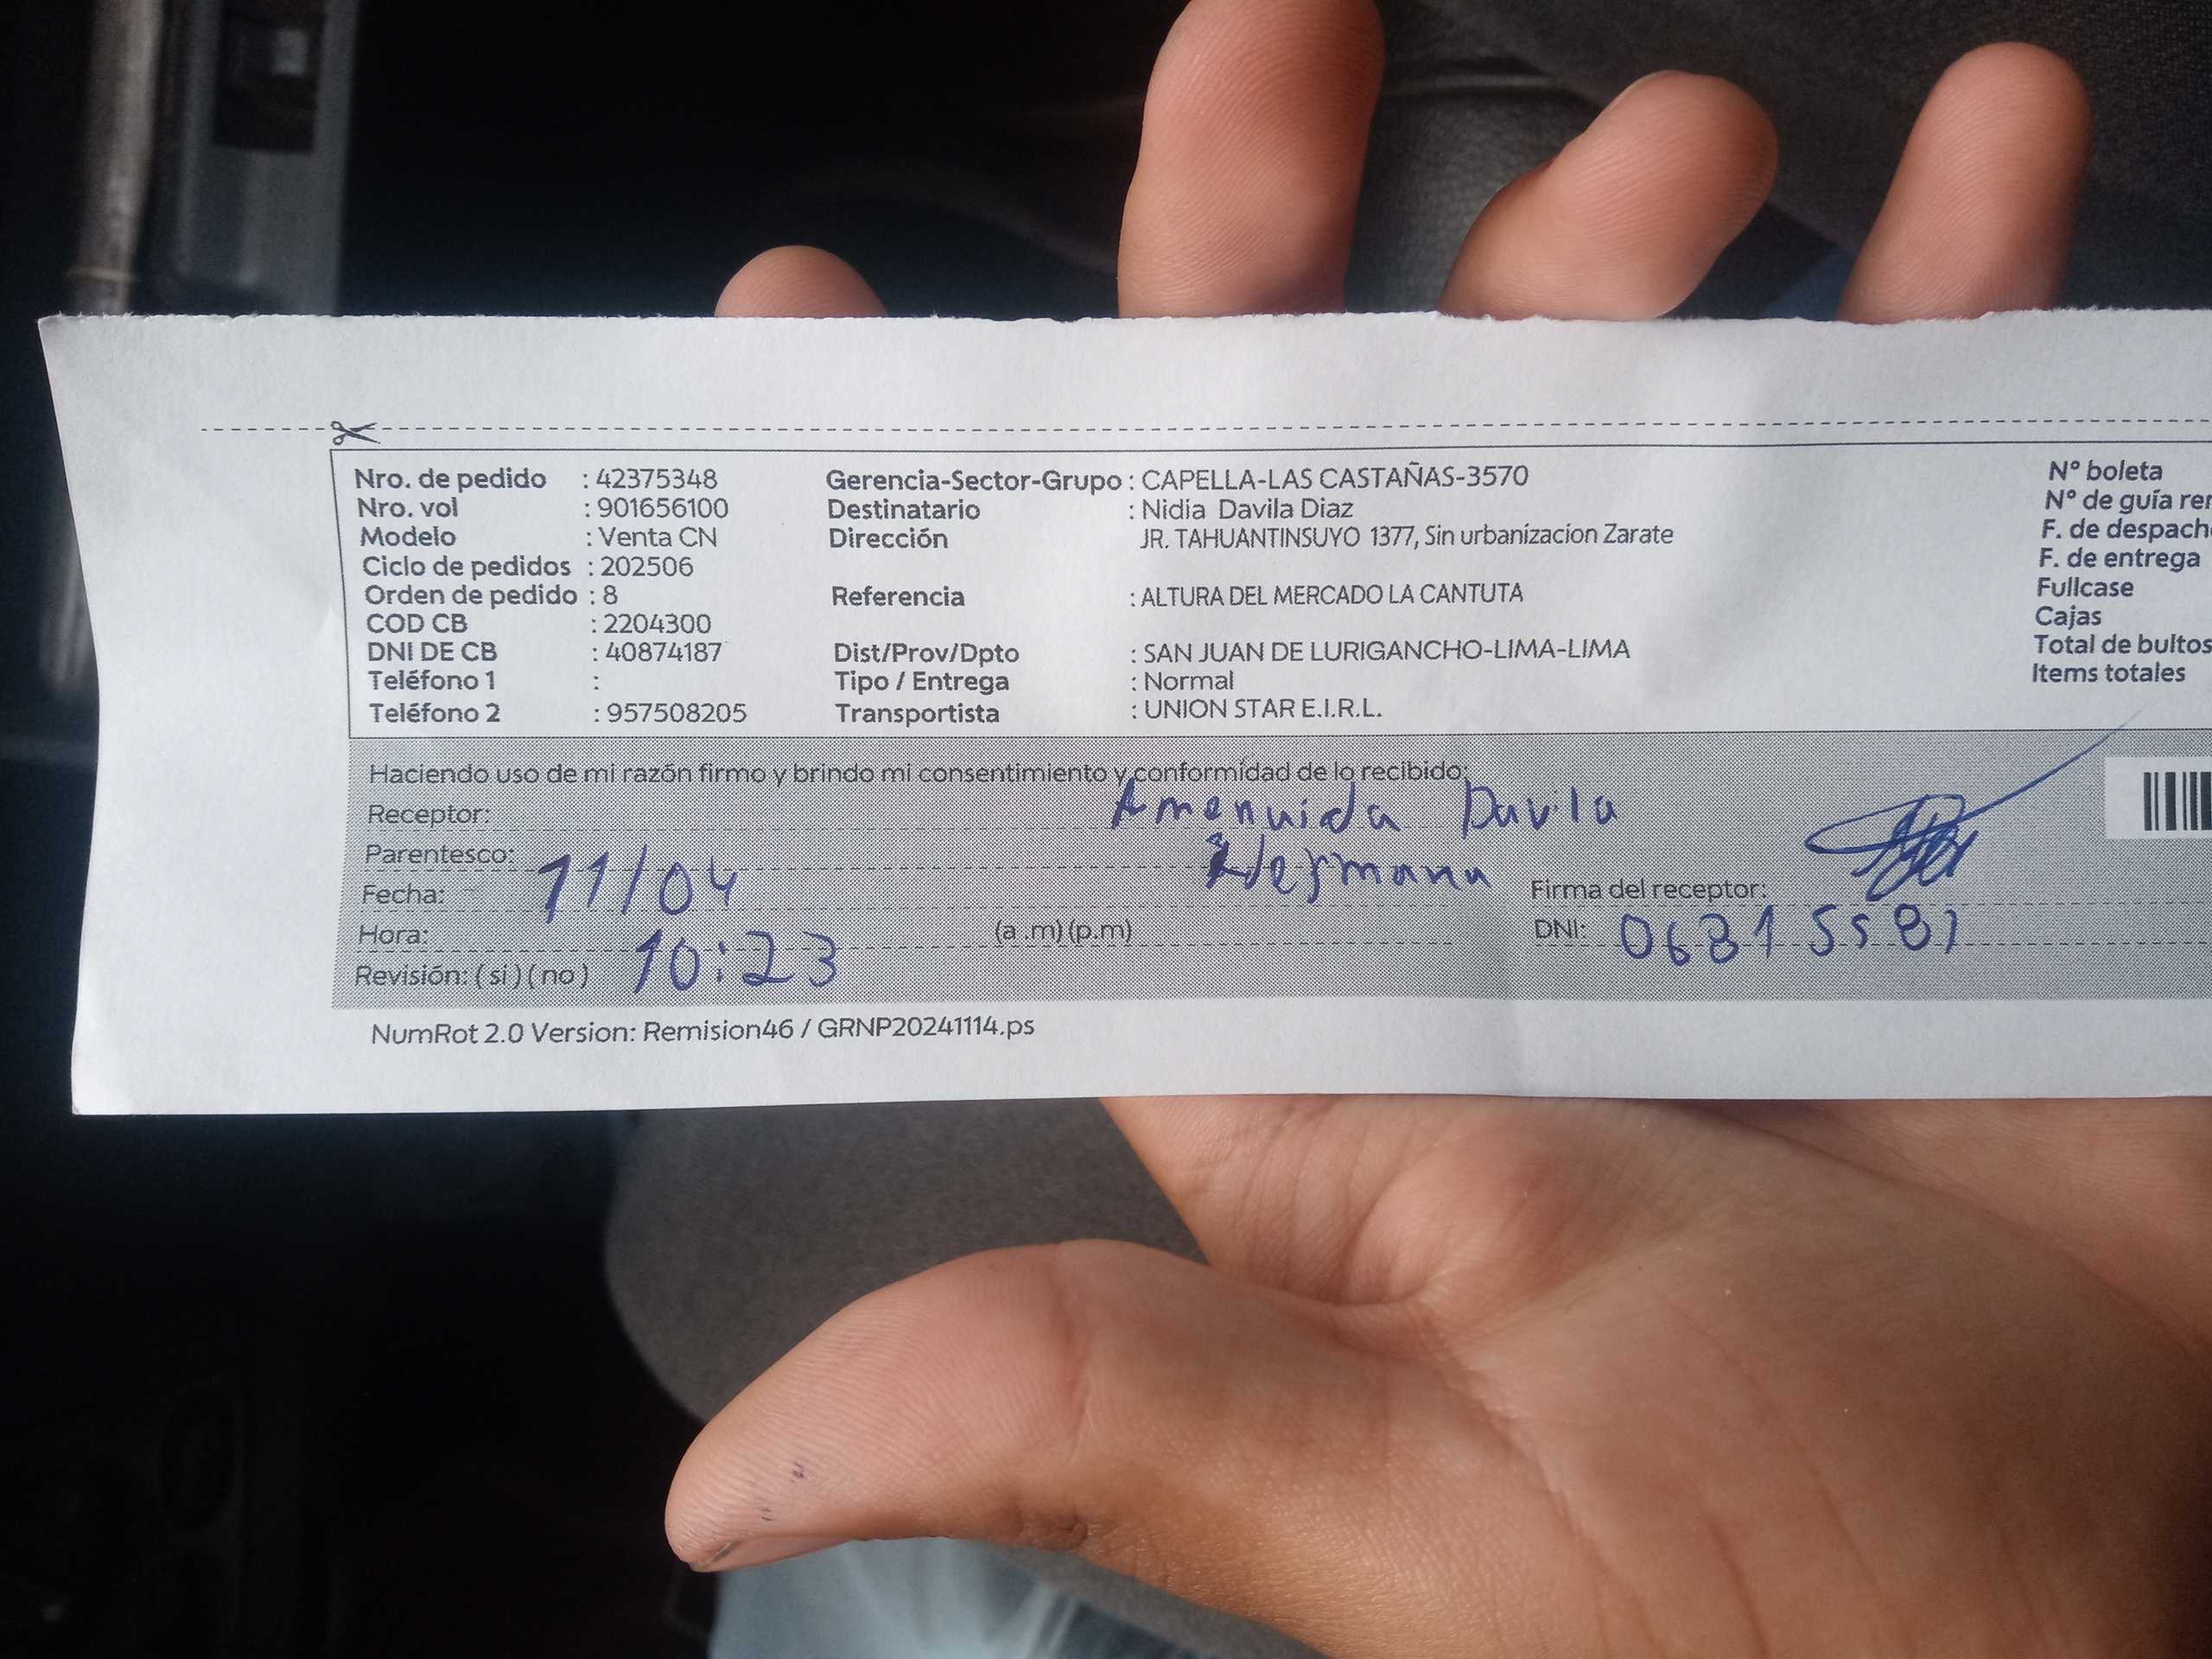 Nro. de pedido : 42375348 Gerencia-Sector-Grupo : CAPELLA-LAS CASTAÑAS-3570 Nº boleta
Nro. vol : 901656100 Destinatario : Nidia Davila Diaz Nº de guía rer
Modelo : Venta CN Dirección JR. TAHUANTINSUYO 1377, Sin urbanizacion Zarate F. de despach
Ciclo de pedidos : 202506 F. de entrega
Orden de pedido : 8 Referencia : ALTURA DEL MERCADO LA CANTUTA Fullcase
COD CB : 2204300 Cajas
DNI DE CB : 40874187 Dist/Prov/Dpto : SAN JUAN DE LURIGANCHO-LIMA-LIMA Total de bultos
Teléfono 1 : Tipo / Entrega : Normal Items totales
Teléfono 2 : 957508205 Transportista : UNION STAR E.I.R.L.
Haciendo uso de mi razón firmo y brindo mi consentimiento y conformidad de lo recibido:
Receptor: Davila
Parentesco: Hermana
Fecha: 11/04 Firma del receptor:
Hora: 10:23 (a .m) (p.m) DNI:
Revisión: ( si ) ( no )
NumRot 2.0 Version: Remision46 / GRNP20241114.ps